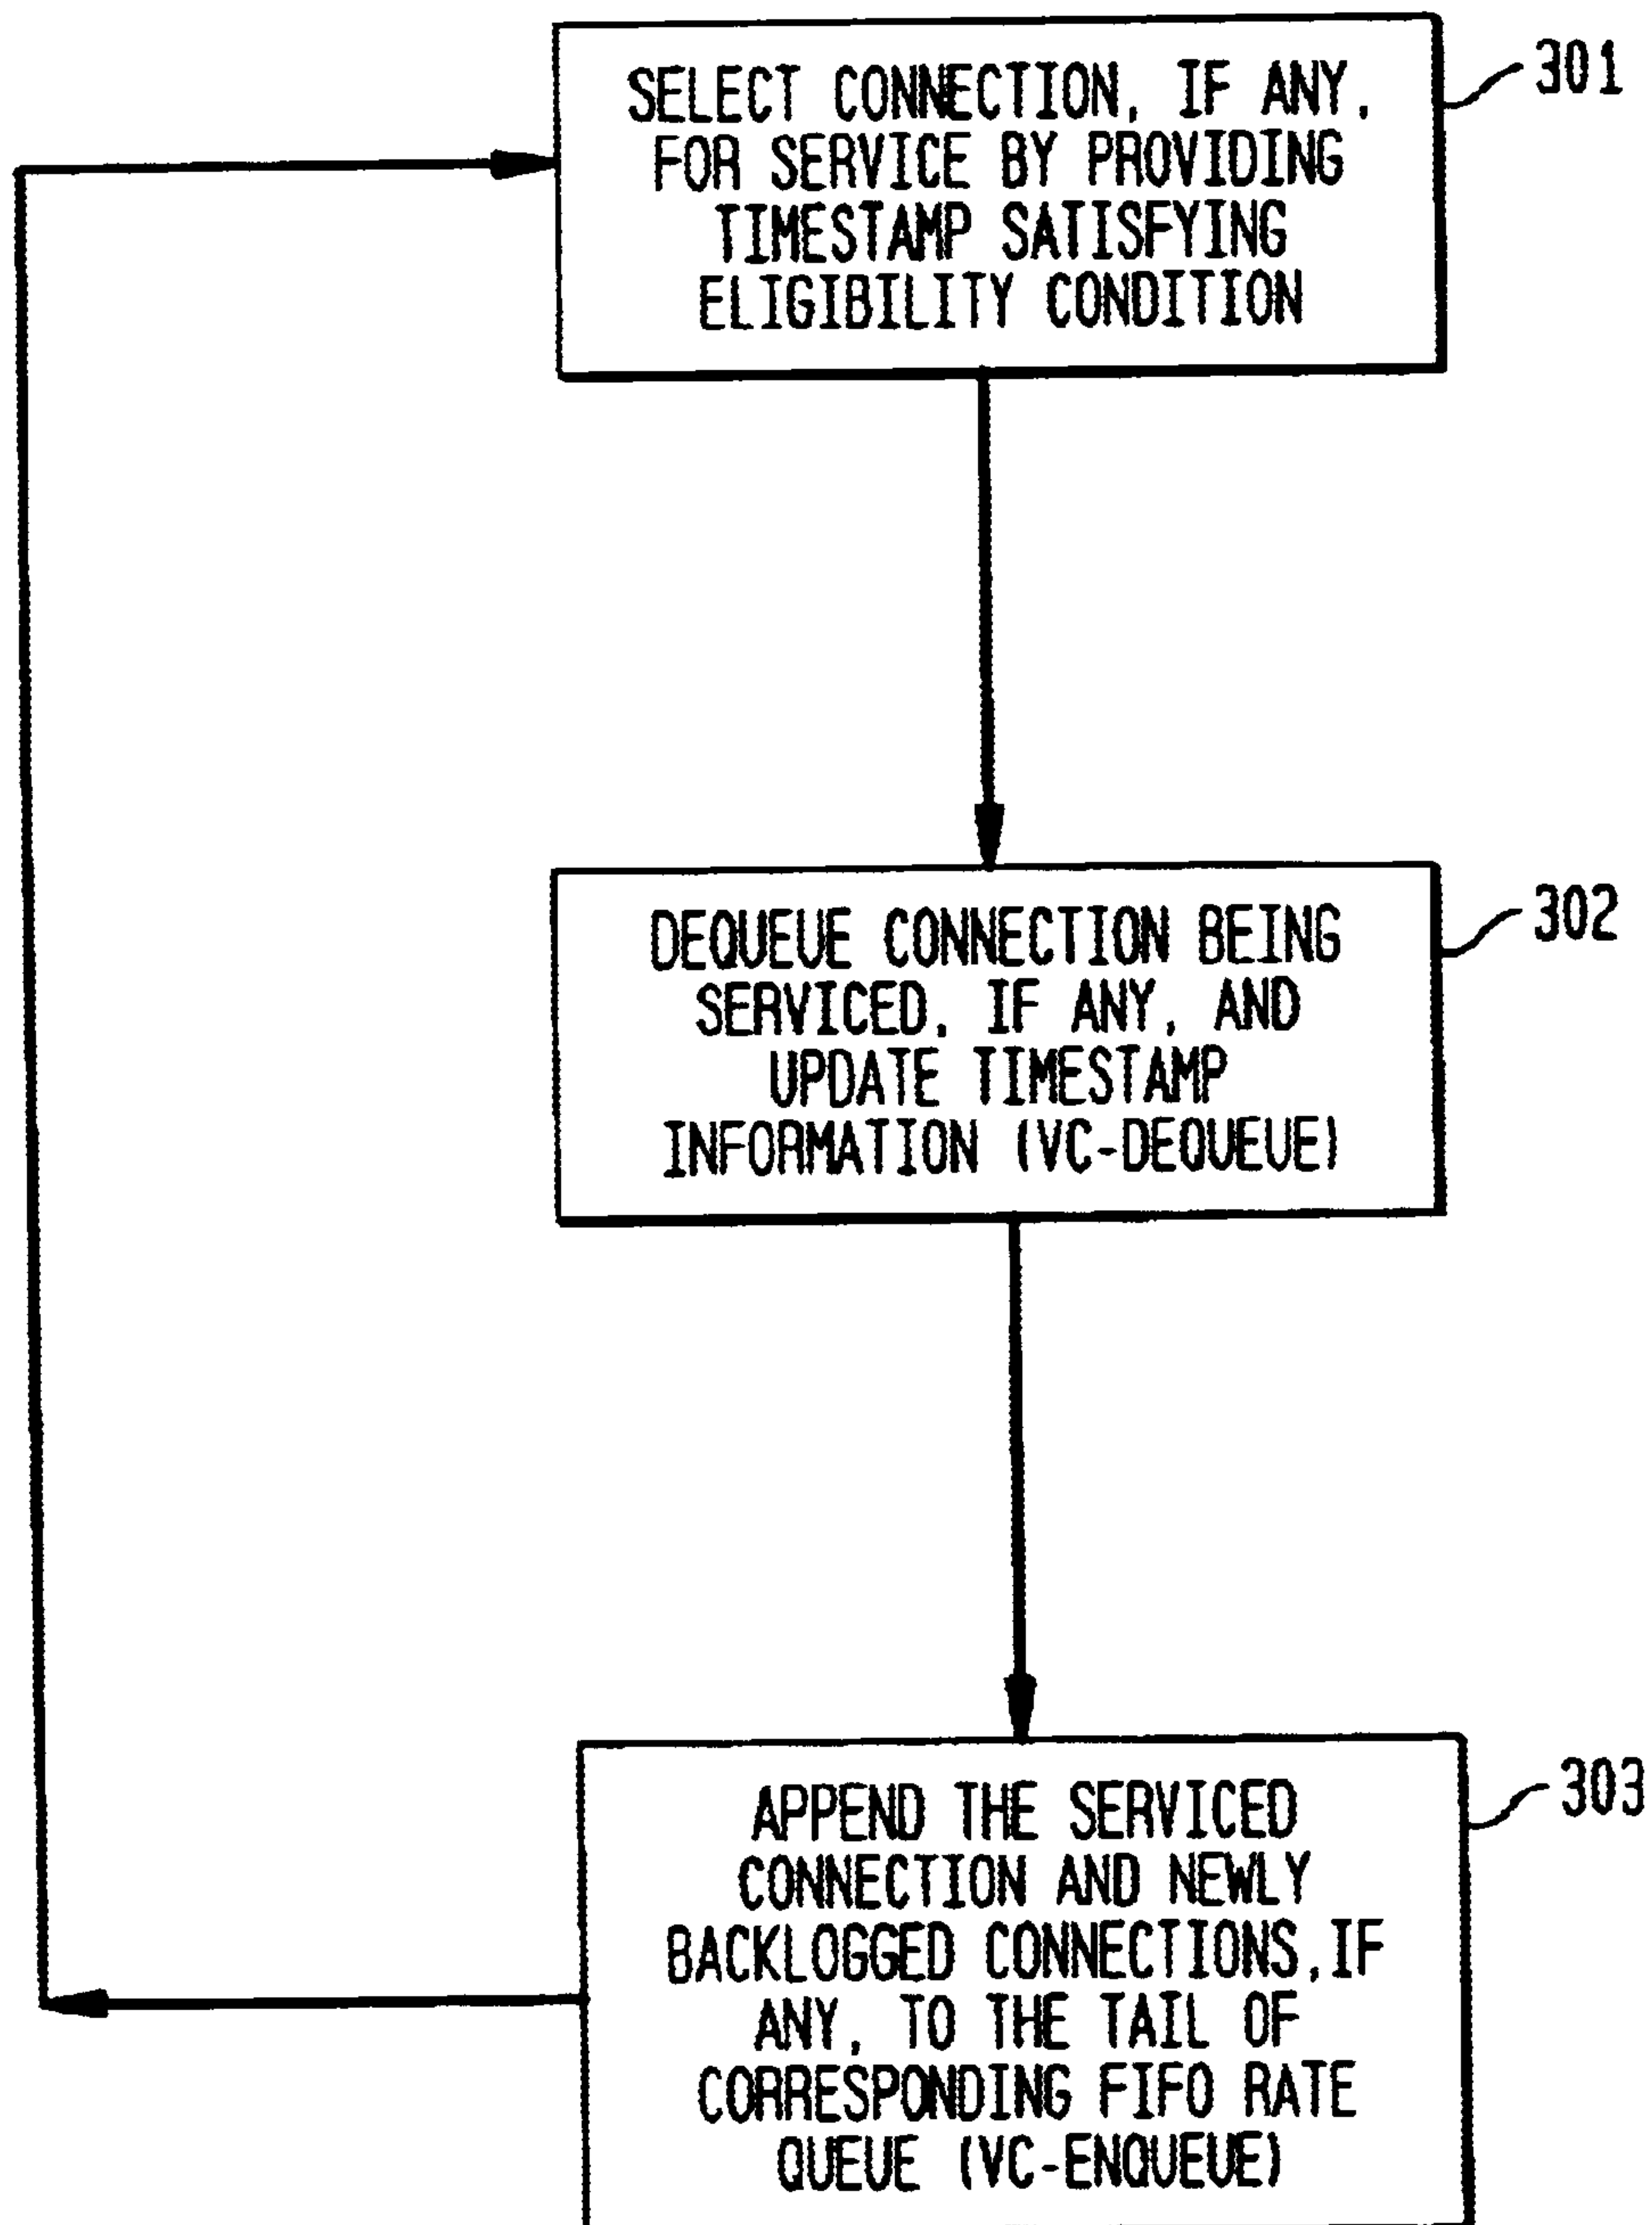 SELECT CONNECTION, IF ANY,
FOR SERVICE BY PROVIDING
TIMESTAMP SATISFYING
ELIGIBILITY CONDITION
301
DEQUEUE CONNECTION BEING
SERVICED, IF ANY, AND
UPDATE TIMESTAMP
INFORMATION (VC-DEQUEUE)
302
APPEND THE SERVICED
CONNECTION AND NEWLY
BACKLOGGED CONNECTIONS,IF
ANY, TO THE TAIL OF
CORRESPONDING FIFO RATE
QUEUE (VC-ENQUEUE)
303